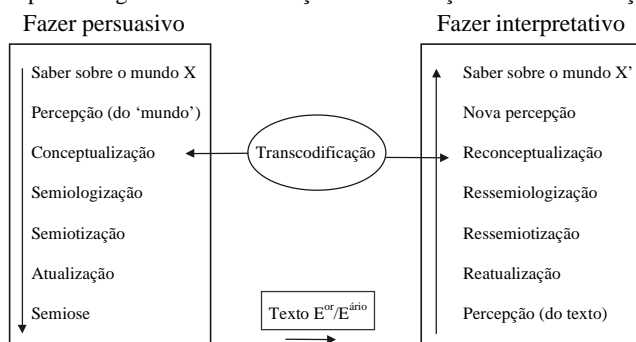 Fazer persuasivo
Saber sobre o mundo X
Percepção (do ‘mundo’)
Conceptualização
Semiologização
Semiotização
Atualização
Semiose
Transcodificação
Texto E^or/E^ário
Fazer interpretativo
Saber sobre o mundo X’
Nova percepção
Reconceptualização
Ressemiologização
Ressemiotização
Reatualização
Percepção (do texto)